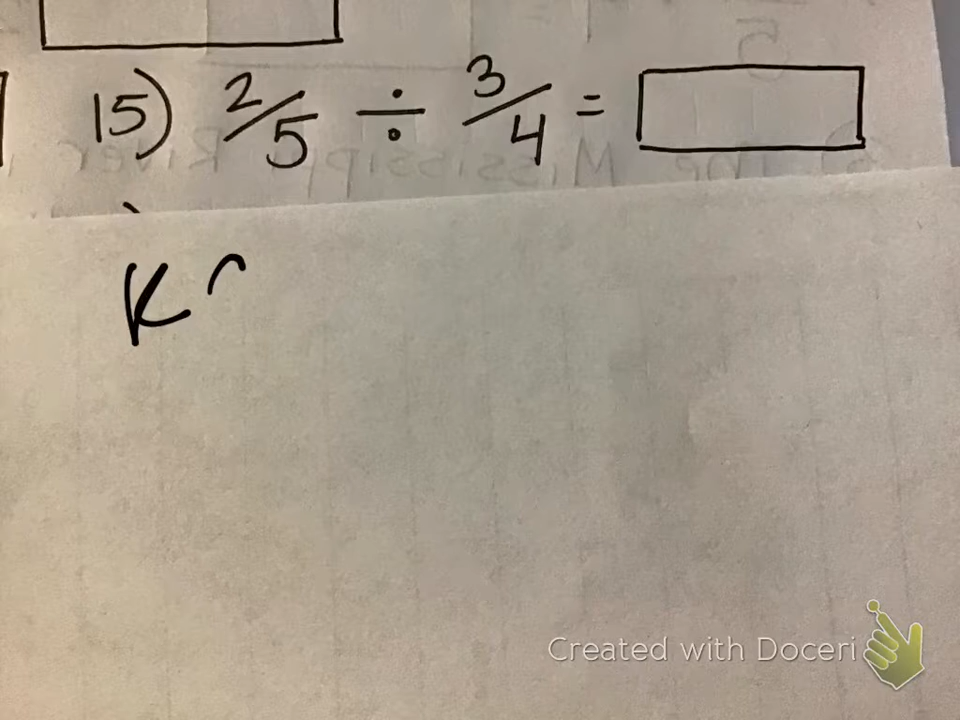 15) 2/5 ÷ 3/4 =
K
Created with Doceri